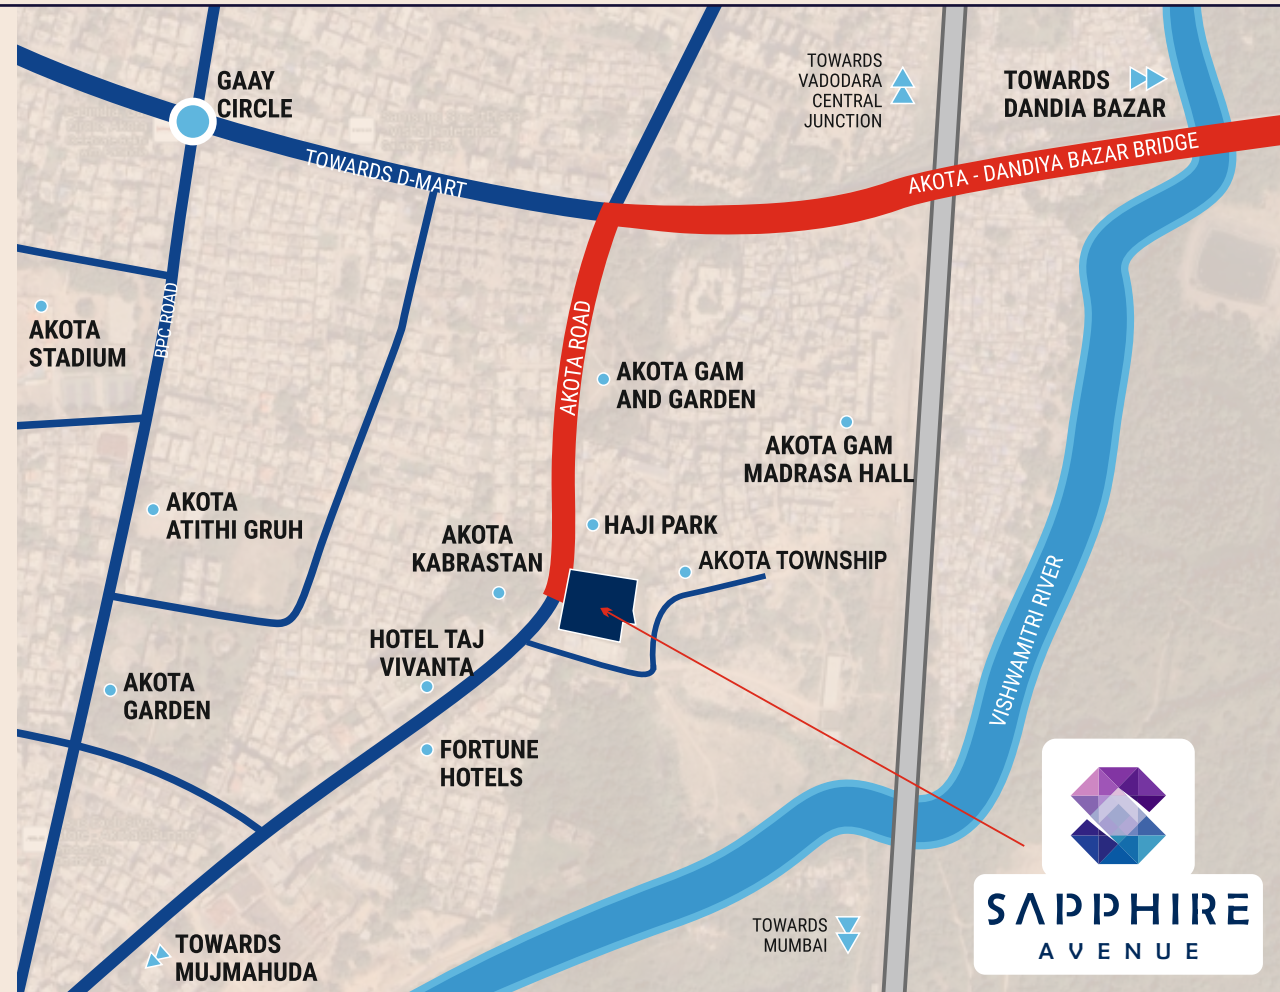 GAAY
CIRCLE
TOWARDS
VADODARA
CENTRAL
JUNCTION
TOWARDS
DANDIA BAZAR
TOWARDS D-MART
AKOTA - DANDIYA BAZAR BRIDGE
BPC ROAD
AKOTA
STADIUM
AKOTA ROAD
AKOTA GAM
AND GARDEN
AKOTA GAM
MADRASA HALL
AKOTA
ATITHI GRUH
AKOTA
KABRASTAN
HAJI PARK
AKOTA TOWNSHIP
HOTEL TAJ
VIVANTA
VISHWAMITRI RIVER
AKOTA
GARDEN
FORTUNE
HOTELS
TOWARDS
MUJMAHUDA
TOWARDS
MUMBAI
SAPPHIRE
AVENUE